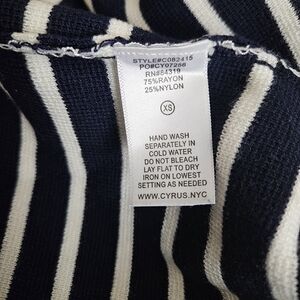 STYLE#C082415
PO#CY07256
RN#84319
75%RAYON
25%NYLON
XS
HAND WASH
SEPARATELY IN
COLD WATER
DO NOT BLEACH
LAY FLAT TO DRY
IRON ON LOWEST
SETTING AS NEEDED
WWW.CYRUS.NYC